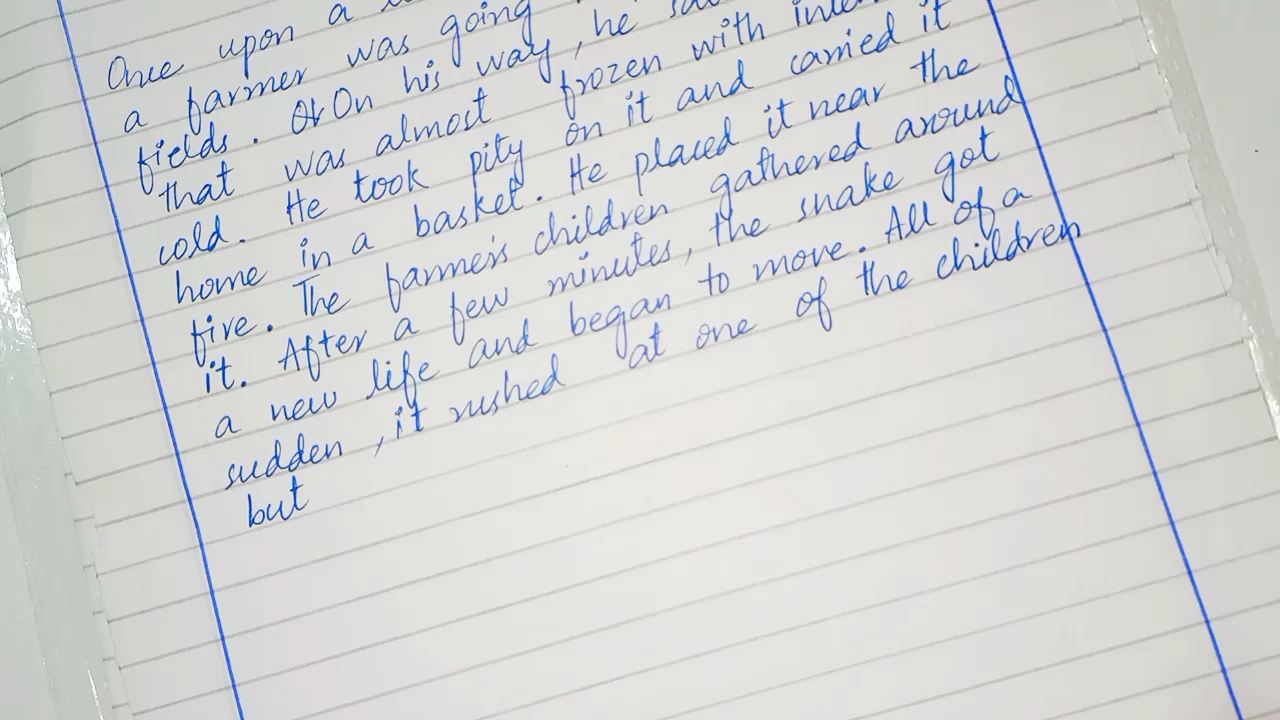 Once upon a
a farmer was going
fields. On his way, he
that was almost frozen with
cold. He took pity on it and carried it
home in a basket. He placed it near the
fire. The farmer's children gathered around
it. After a few minutes, the snake got
a new life and began to move. All of a
sudden, it rushed at one of the children
but